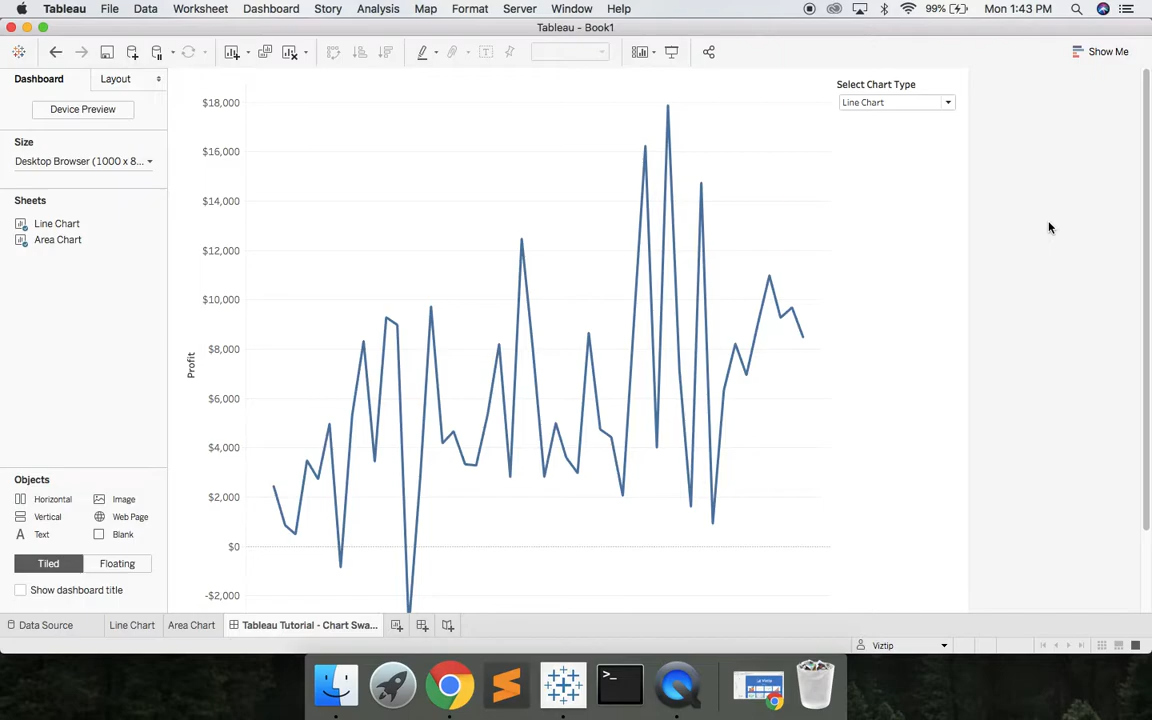 Tableau File Data Worksheet Dashboard Story Analysis Map Format Server Window Help 99% Mon 1:43 PM
Tableau - Book1
Show Me
Dashboard Layout
Device Preview
Size
Desktop Browser (1000 x 8...
Sheets
Line Chart
Area Chart
Objects
Horizontal Image
Vertical Web Page
Text Blank
Tiled Floating
Show dashboard title
Select Chart Type
Line Chart
$18,000
$16,000
$14,000
$12,000
$10,000
$8,000
$6,000
$4,000
$2,000
$0
-$2,000
Profit
Data Source Line Chart Area Chart Tableau Tutorial - Chart Swa...
Viztip